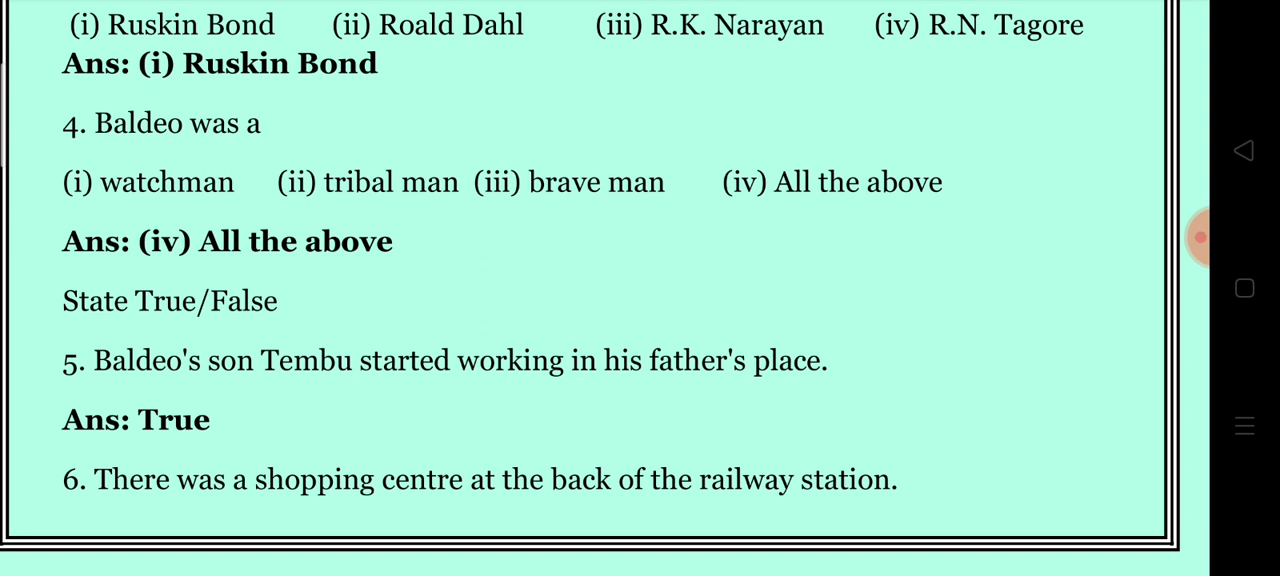 (i) Ruskin Bond (ii) Roald Dahl (iii) R.K. Narayan (iv) R.N. Tagore
Ans: (i) Ruskin Bond
4. Baldeo was a
(i) watchman (ii) tribal man (iii) brave man (iv) All the above
Ans: (iv) All the above
State True/False
5. Baldeo's son Tembu started working in his father's place.
Ans: True
6. There was a shopping centre at the back of the railway station.